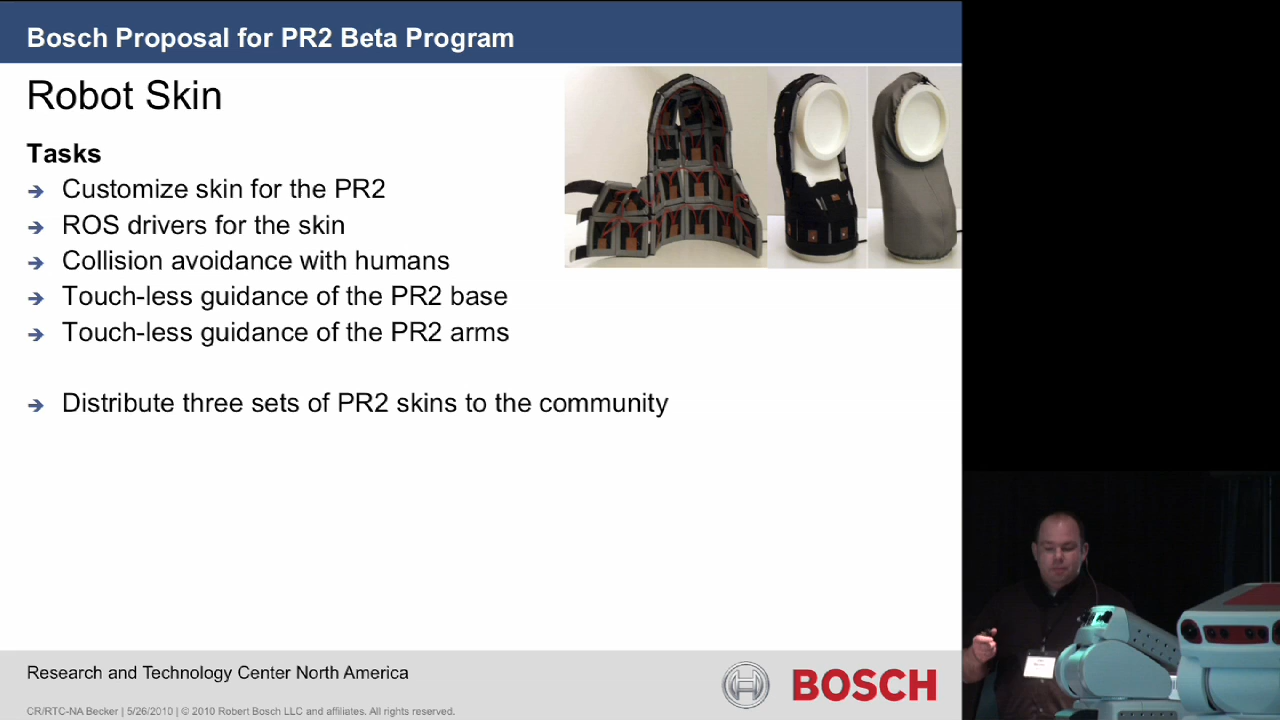 Bosch Proposal for PR2 Beta Program
Robot Skin
Tasks
→ Customize skin for the PR2
→ ROS drivers for the skin
→ Collision avoidance with humans
→ Touch-less guidance of the PR2 base
→ Touch-less guidance of the PR2 arms
→ Distribute three sets of PR2 skins to the community
Research and Technology Center North America
BOSCH
CR/RTC-NA Becker | 5/26/2010 | © 2010 Robert Bosch LLC and affiliates. All rights reserved.